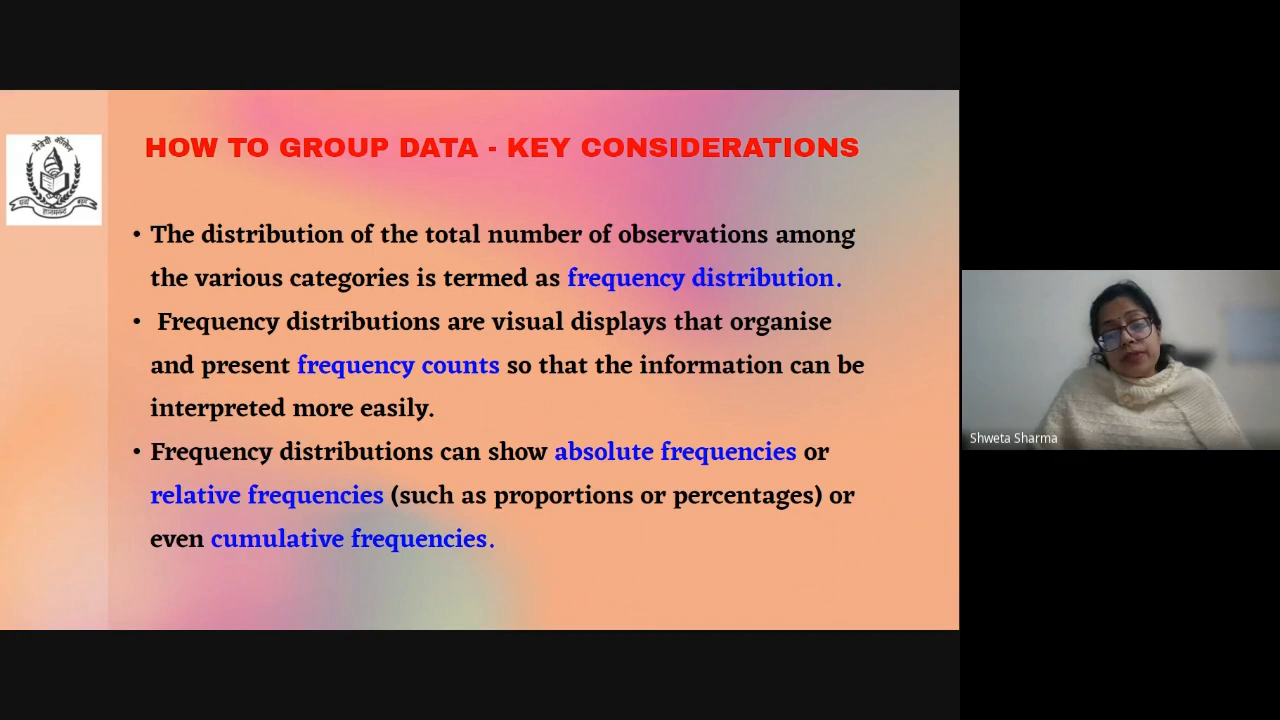 HOW TO GROUP DATA - KEY CONSIDERATIONS
मैत्रेयी कॉलेज
• The distribution of the total number of observations among
the various categories is termed as frequency distribution.
• Frequency distributions are visual displays that organise
and present frequency counts so that the information can be
interpreted more easily.
• Frequency distributions can show absolute frequencies or
relative frequencies (such as proportions or percentages) or
even cumulative frequencies.
Shweta Sharma